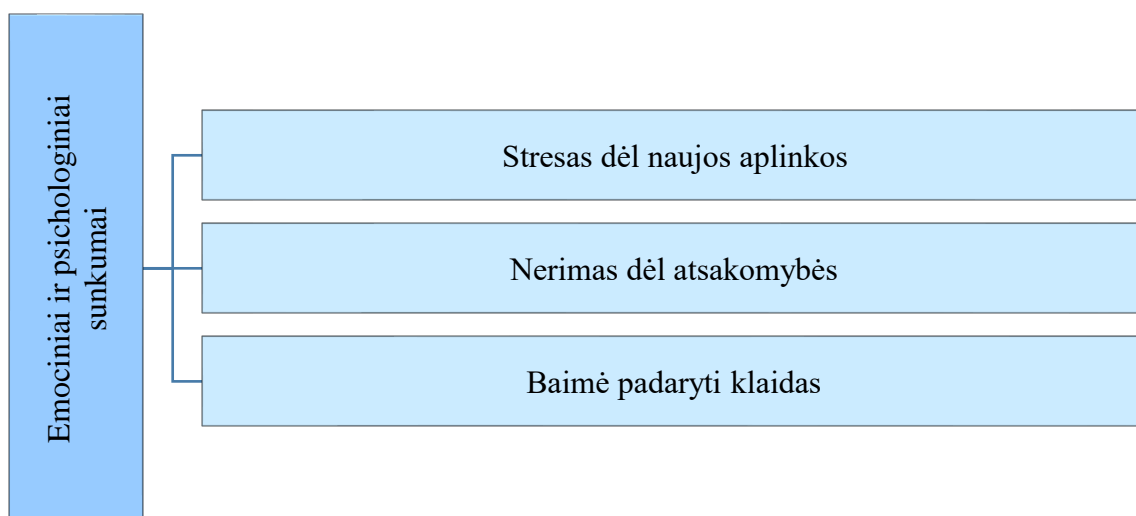 Emociniai ir psichologiniai
sunkumai
Stresas dėl naujos aplinkos
Nerimas dėl atsakomybės
Baimė padaryti klaidas